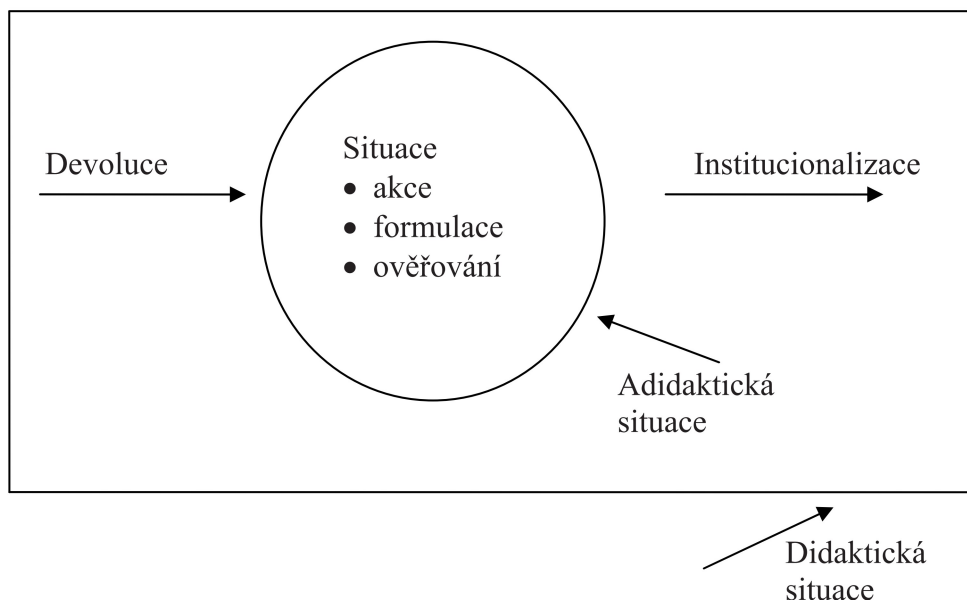 Devoluce
Situace
• akce
• formulace
• ověřování
Institucionalizace
Adidaktická
situace
Didaktická
situace